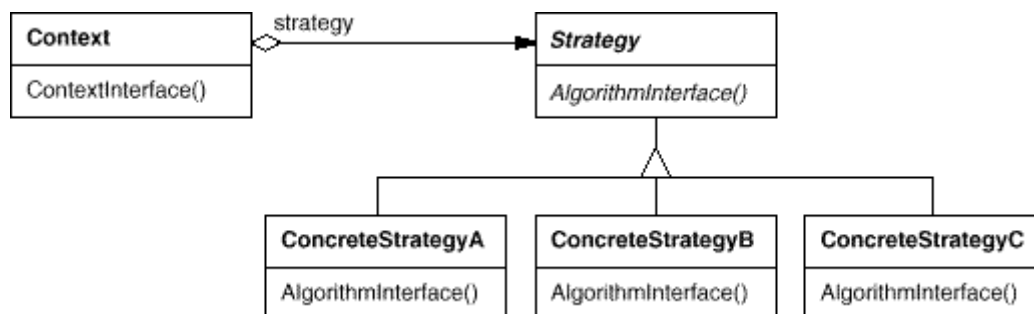 Context
strategy
Strategy
ContextInterface()
AlgorithmInterface()
ConcreteStrategyA
ConcreteStrategyB
ConcreteStrategyC
AlgorithmInterface()
AlgorithmInterface()
AlgorithmInterface()